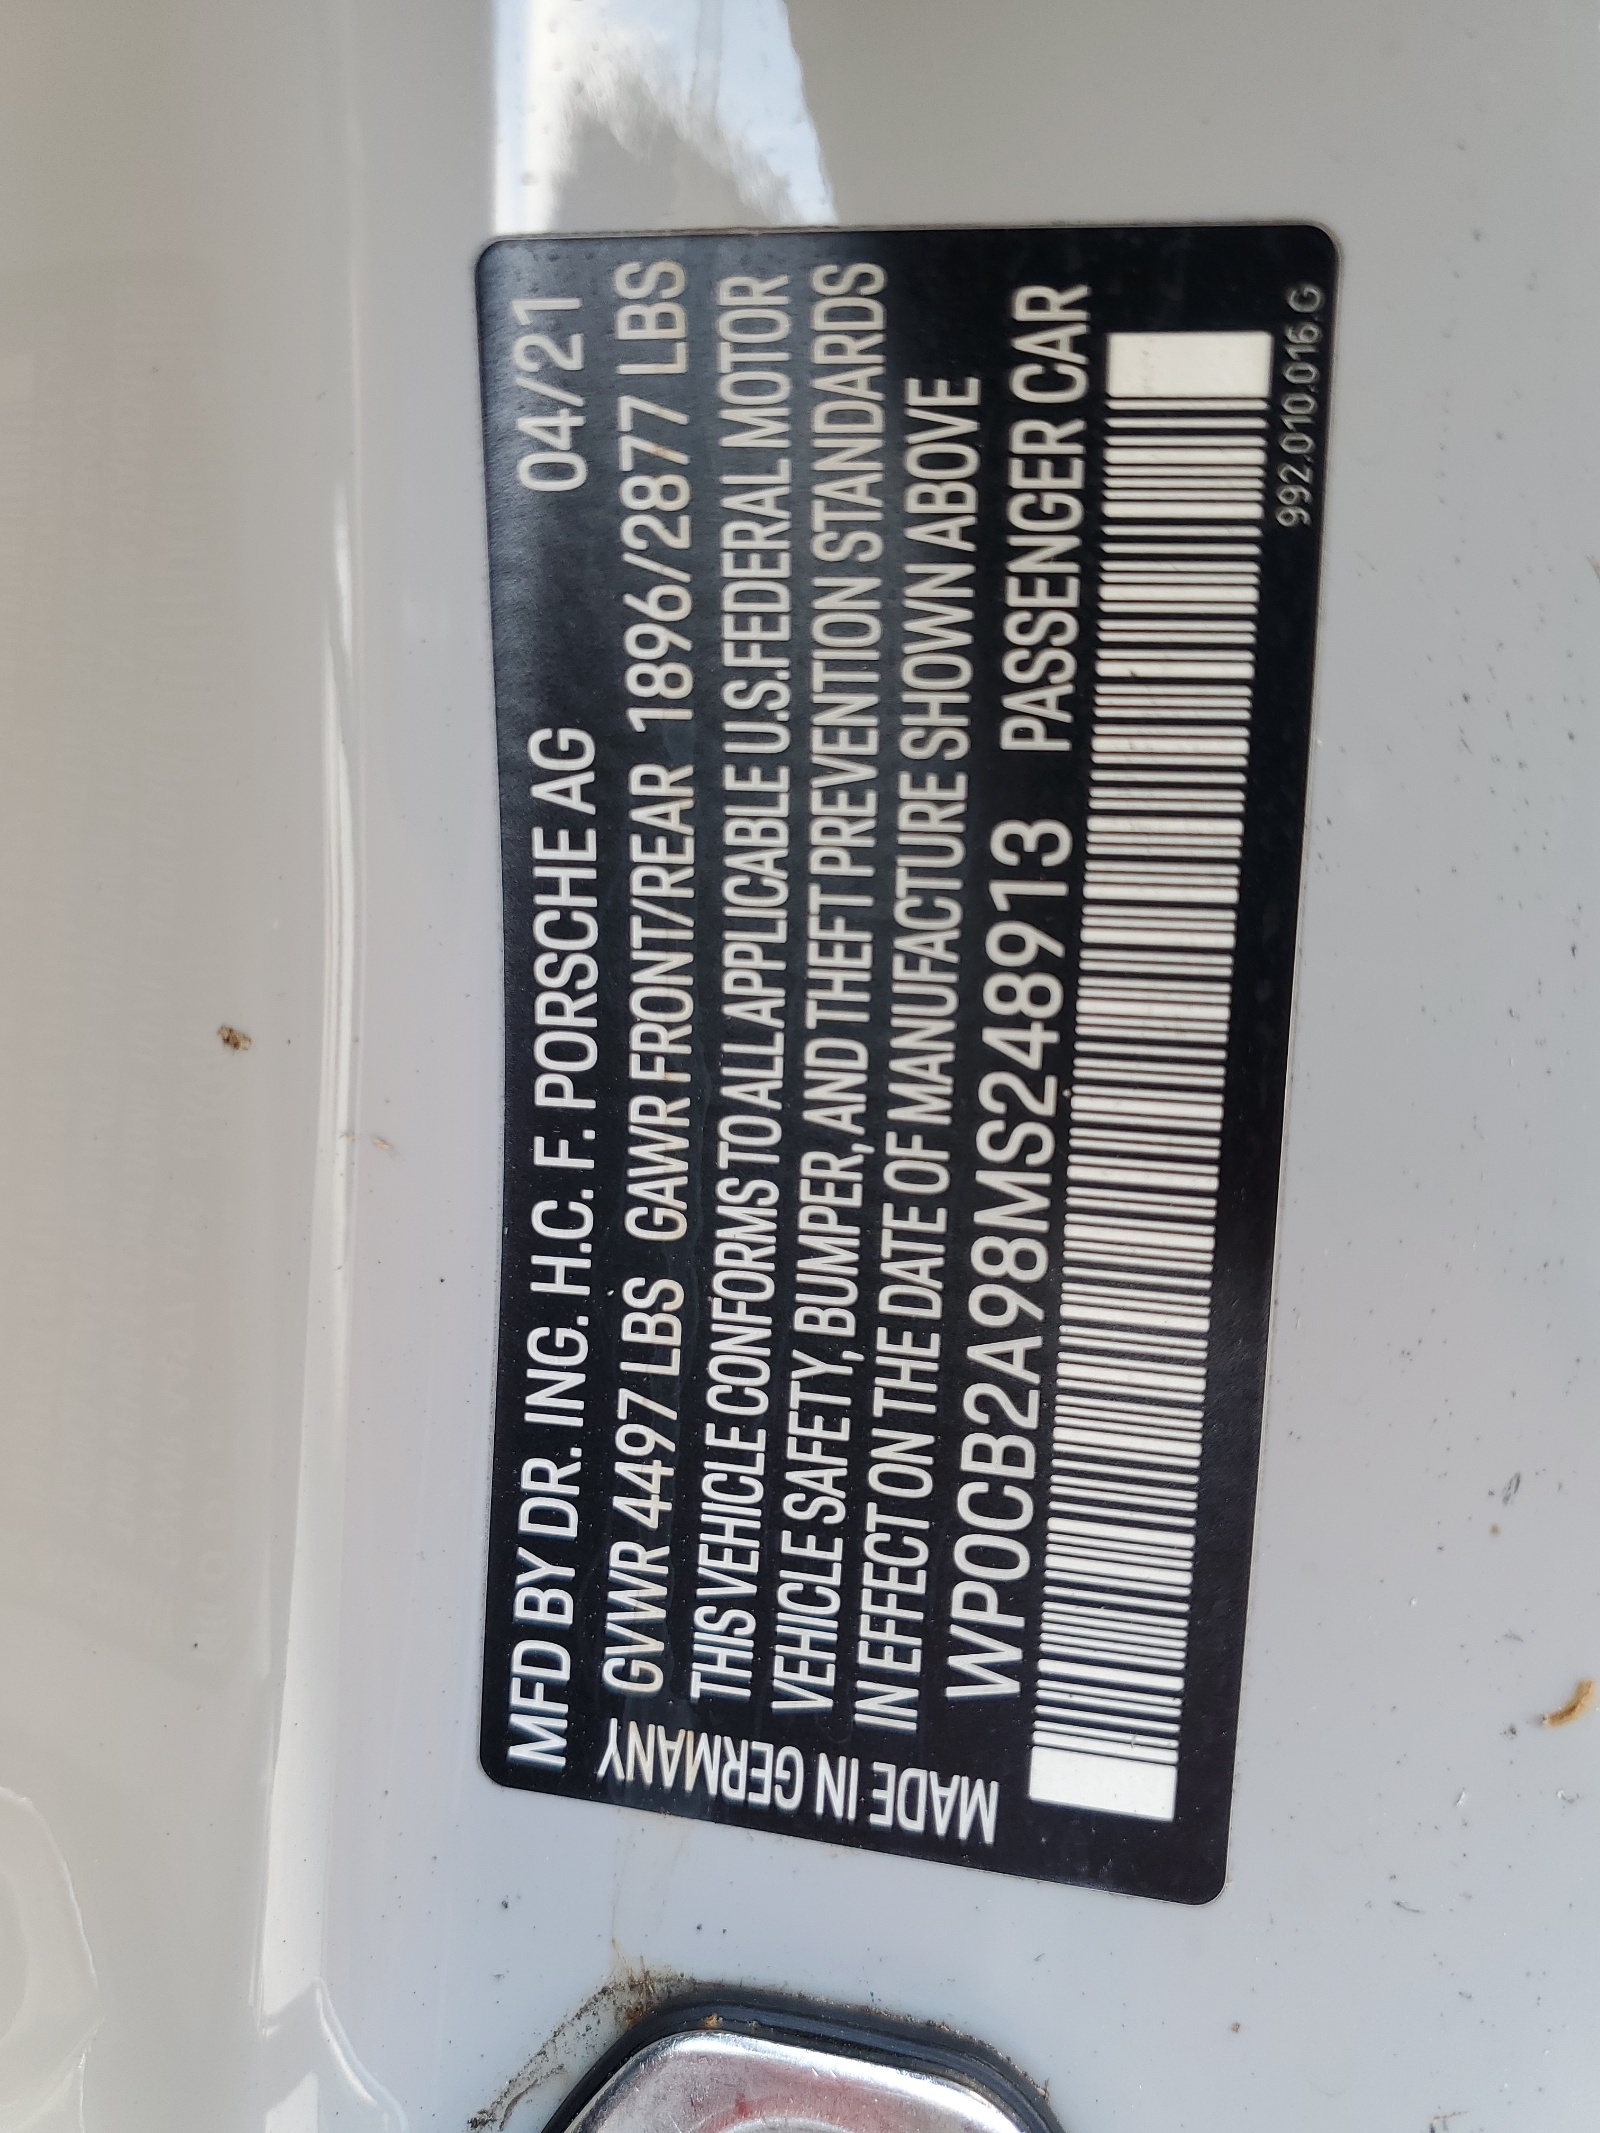 MFD BY DR. ING. H.C. F. PORSCHE AG 04/21
GVWR 4497 LBS GAWR FRONT/REAR 1896/2877 LBS
THIS VEHICLE CONFORMS TO ALL APPLICABLE U.S.FEDERAL MOTOR
VEHICLE SAFETY, BUMPER, AND THEFT PREVENTION STANDARDS
IN EFFECT ON THE DATE OF MANUFACTURE SHOWN ABOVE
WP0CB2A98MS248913 PASSENGER CAR
992.010.016.G
MADE IN GERMANY